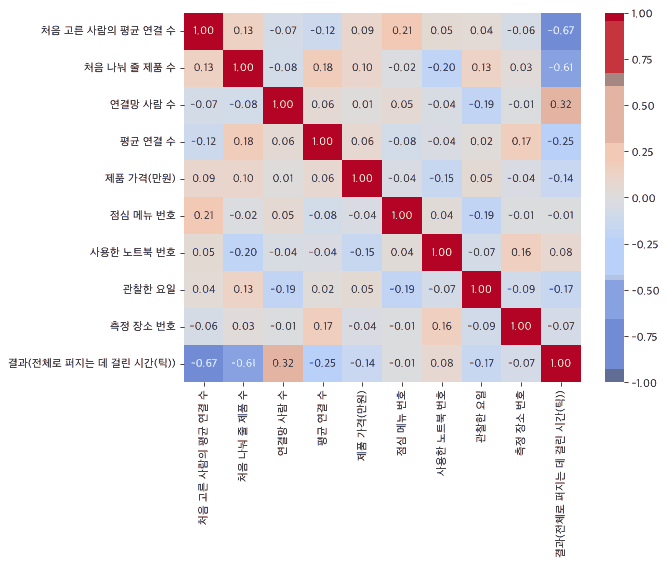 처음 고른 사람의 평균 연결 수 1.00 0.13 -0.07 -0.12 0.09 0.21 0.05 0.04 -0.06 -0.67
처음 나눠 줄 제품 수 0.13 1.00 -0.08 0.18 0.10 -0.02 -0.20 0.13 0.03 -0.61
연결망 사람 수 -0.07 -0.08 1.00 0.06 0.01 0.05 -0.04 -0.19 -0.01 0.32
평균 연결 수 -0.12 0.18 0.06 1.00 0.06 -0.08 -0.04 0.02 0.17 -0.25
제품 가격(만원) 0.09 0.10 0.01 0.06 1.00 -0.04 -0.15 0.05 -0.04 -0.14
점심 메뉴 번호 0.21 -0.02 0.05 -0.08 -0.04 1.00 0.04 -0.19 -0.01 -0.01
사용한 노트북 번호 0.05 -0.20 -0.04 -0.04 -0.15 0.04 1.00 -0.07 0.16 0.08
관찰한 요일 0.04 0.13 -0.19 0.02 0.05 -0.19 -0.07 1.00 -0.09 -0.17
측정 장소 번호 -0.06 0.03 -0.01 0.17 -0.04 -0.01 0.16 -0.09 1.00 -0.07
결과(전체로 퍼지는 데 걸린 시간(틱)) -0.67 -0.61 0.32 -0.25 -0.14 -0.01 0.08 -0.17 -0.07 1.00
처음 고른 사람의 평균 연결 수
처음 나눠 줄 제품 수
연결망 사람 수
평균 연결 수
제품 가격(만원)
점심 메뉴 번호
사용한 노트북 번호
관찰한 요일
측정 장소 번호
결과(전체로 퍼지는 데 걸린 시간(틱))
1.00
0.75
0.50
0.25
0.00
-0.25
-0.50
-0.75
-1.00